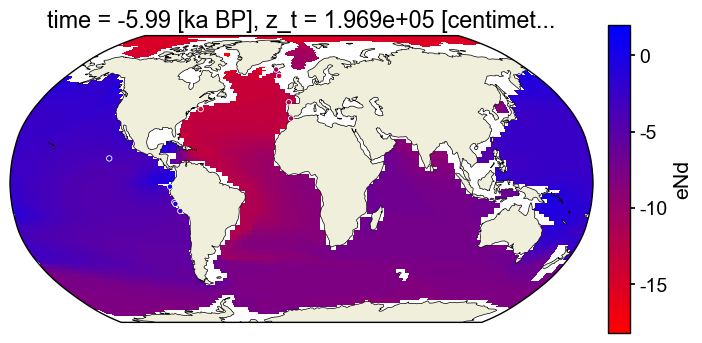 time = -5.99 [ka BP], z_t = 1.969e+05 [centimet...
0
-5
-10
-15
eNd